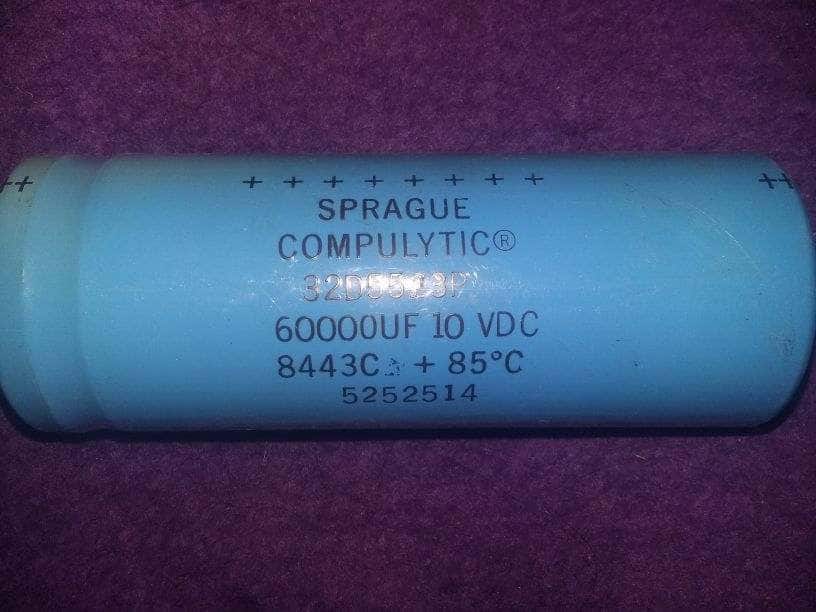 ++ + + + + + + + + ++
SPRAGUE
COMPULYTIC®
60000UF 10 VDC
8443C + 85°C
5252514